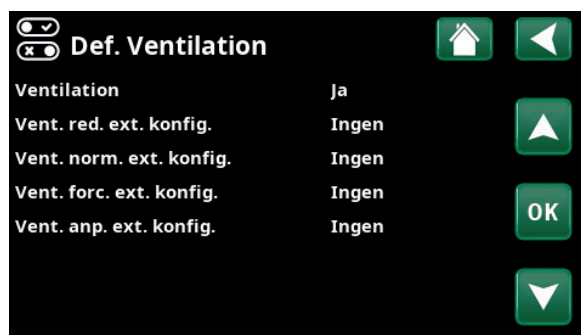 Def. Ventilation
Ventilation Ja
Vent. red. ext. konfig. Ingen
Vent. norm. ext. konfig. Ingen
Vent. forc. ext. konfig. Ingen
Vent. anp. ext. konfig. Ingen
OK